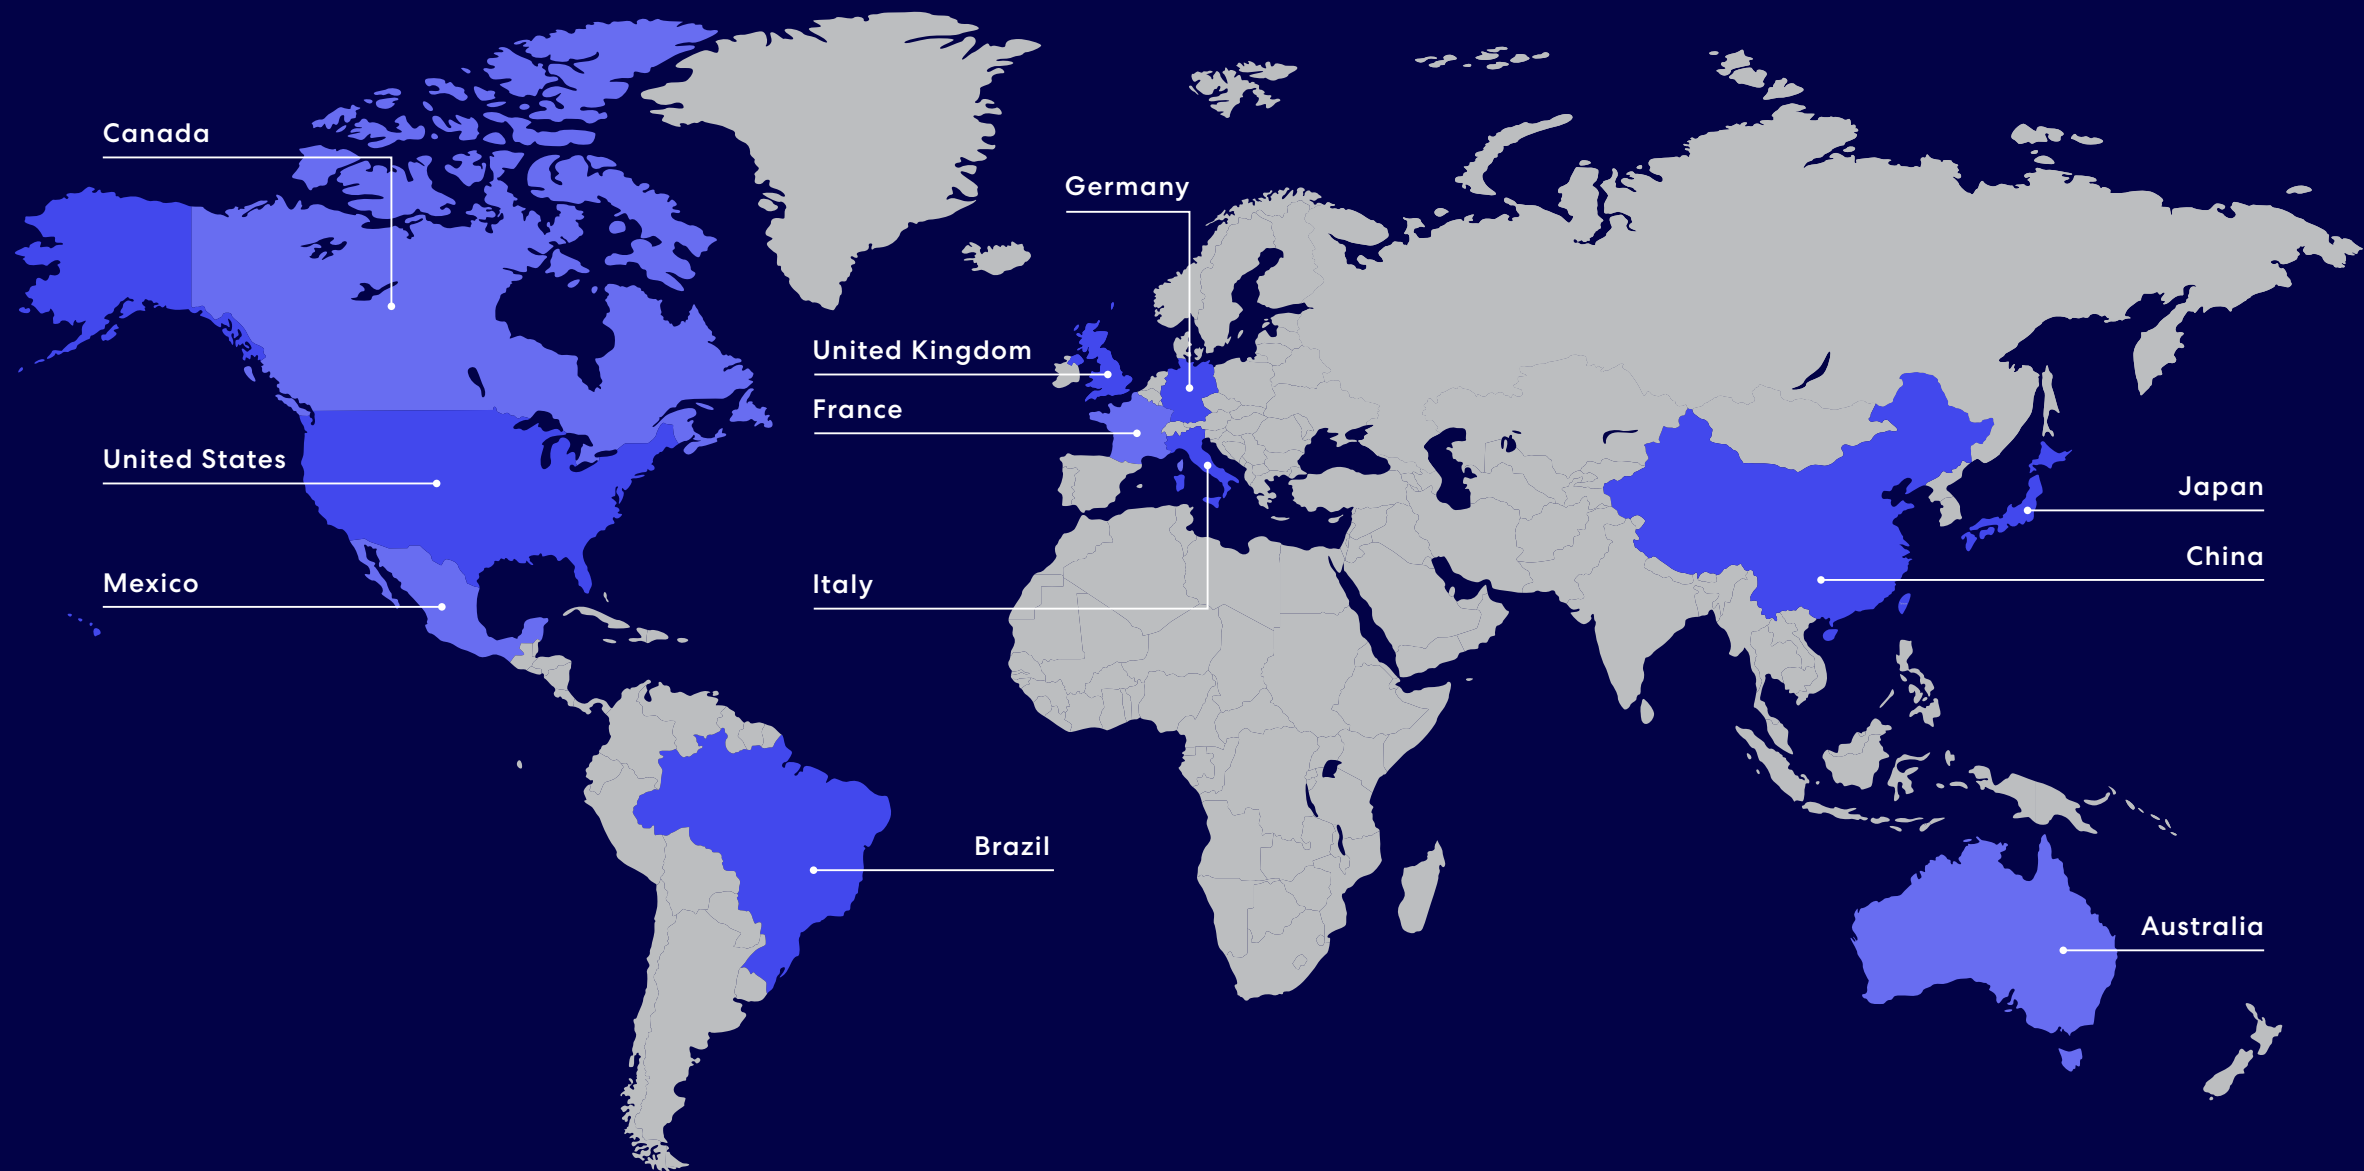 Canada
Germany
United Kingdom
France
United States
Japan
China
Mexico
Italy
Brazil
Australia